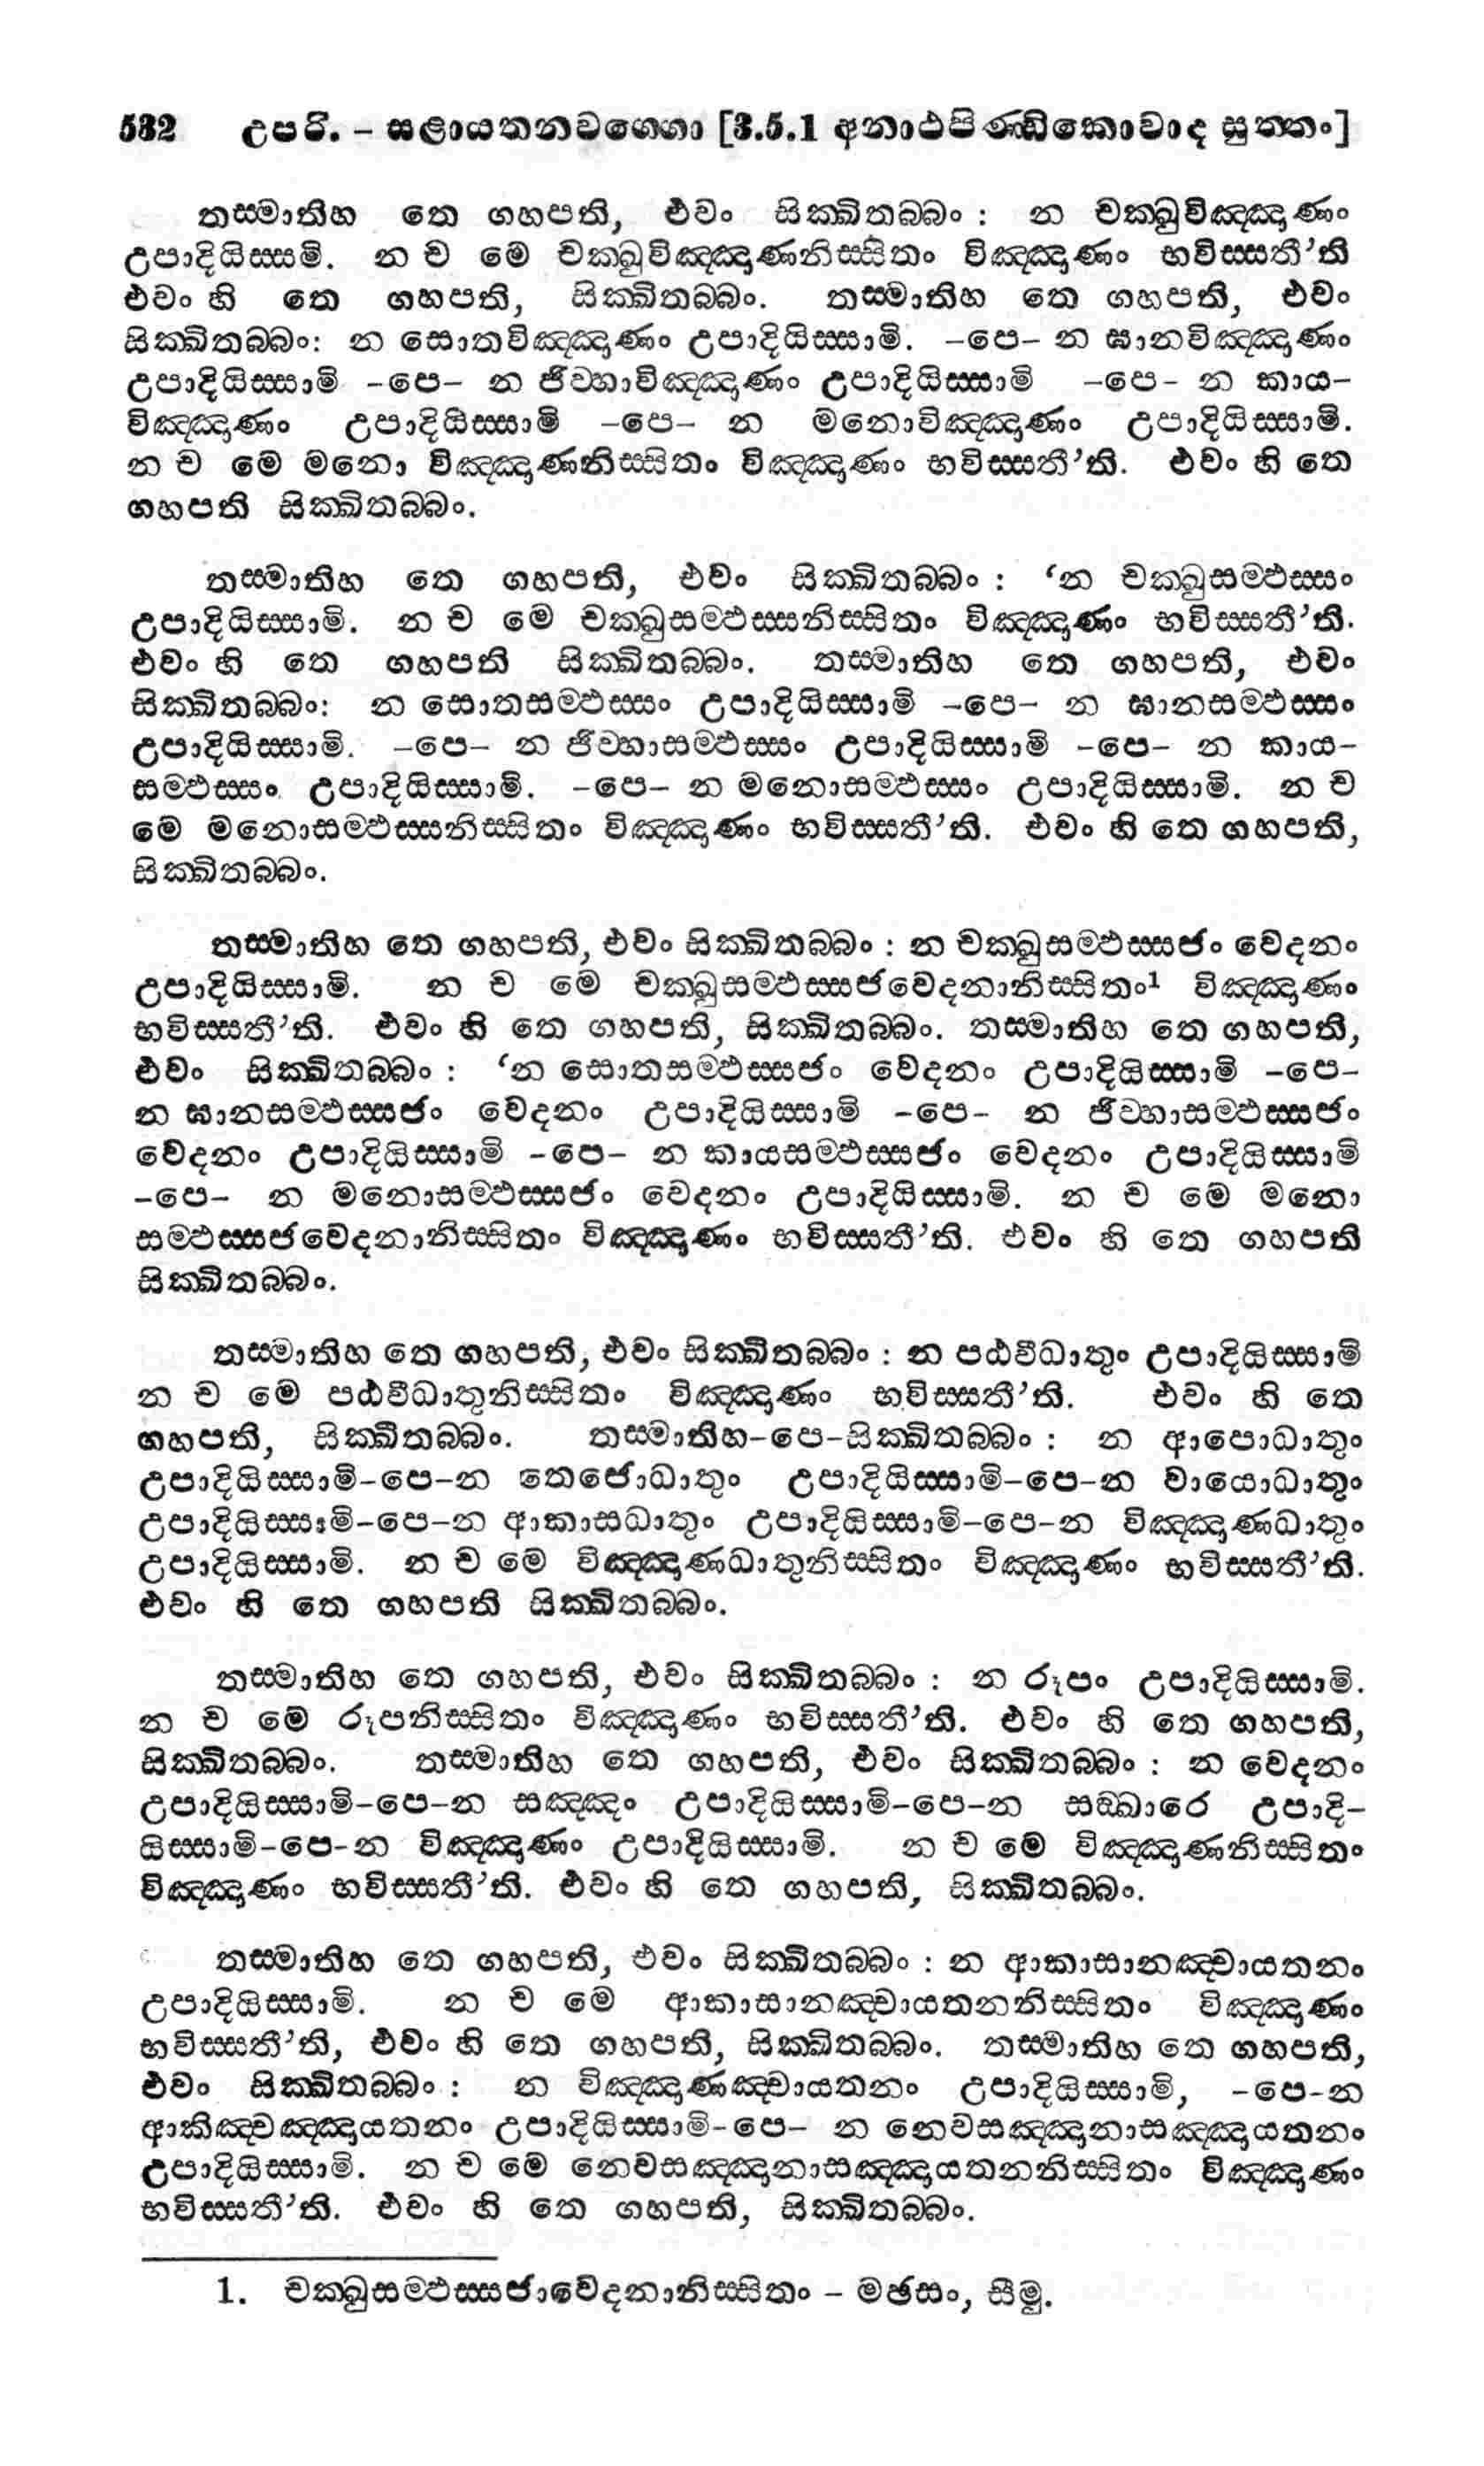 532 උපරි. - සළායතනවග්ගො [3.5.1 අනාථපිණ්ඩිකොවාද සුත්තං]
තස්මාතිහ තෙ ගහපති, එවං සික්ඛිතබ්බං : න චක්ඛුවිඤ්ඤාණං
උපාදියිස්සමි. න ච මෙ චක්ඛුවිඤ්ඤාණනිස්සිතං විඤ්ඤාණං භවිස්සතී’ති
එවං හි තෙ ගහපති, සික්ඛිතබ්බං. තස්මාතිහ තෙ ගහපති, එවං
සික්ඛිතබ්බං: න සොතවිඤ්ඤාණං උපාදියිස්සාමි. -පෙ- න ඝානවිඤ්ඤාණං
උපාදියිස්සාමි -පෙ- න ජිව්හාවිඤ්ඤාණං උපාදියිස්සාමි -පෙ- න කාය-
විඤ්ඤාණං උපාදියිස්සාමි -පෙ- න මනොවිඤ්ඤාණං උපාදියිස්සාමි.
න ච මෙ මනො විඤ්ඤාණනිස්සිතං විඤ්ඤාණං භවිස්සතී’ති. එවං හි තෙ
ගහපති සික්ඛිතබ්බං.
තස්මාතිහ තෙ ගහපති, එවං සික්ඛිතබ්බං : ‘න චක්ඛුසම්ඵස්සං
උපාදියිස්සාමි. න ච මෙ චක්ඛුසම්ඵස්සනිස්සිතං විඤ්ඤාණං භවිස්සතී’ති.
එවං හි තෙ ගහපති සික්ඛිතබ්බං. තස්මාතිහ තෙ ගහපති, එවං
සික්ඛිතබ්බං: න සොතසම්ඵස්සං උපාදියිස්සාමි -පෙ- න ඝානසම්ඵස්සං
උපාදියිස්සාමි. -පෙ- න ජිව්හාසම්ඵස්සං උපාදියිස්සාමි -පෙ- න කාය-
සම්ඵස්සං උපාදියිස්සාමි. -පෙ- න මනොසම්ඵස්සං උපාදියිස්සාමි. න ච
මෙ මනොසම්ඵස්සනිස්සිතං විඤ්ඤාණං භවිස්සතී’ති. එවං හි තෙ ගහපති,
සික්ඛිතබ්බං.
තස්මාතිහ තෙ ගහපති, එවං සික්ඛිතබ්බං : න චක්ඛුසම්ඵස්සජං වෙදනං
උපාදියිස්සාමි. න ච මෙ චක්ඛුසම්ඵස්සජවෙදනානිස්සිතං¹ විඤ්ඤාණං
භවිස්සතී’ති. එවං හි තෙ ගහපති, සික්ඛිතබ්බං. තස්මාතිහ තෙ ගහපති,
එවං සික්ඛිතබ්බං : ‘න සොතසම්ඵස්සජං වෙදනං උපාදියිස්සාමි -පෙ-
න ඝානසම්ඵස්සජං වෙදනං උපාදියිස්සාමි -පෙ- න ජිව්හාසම්ඵස්සජං
වෙදනං උපාදියිස්සාමි -පෙ- න කායසම්ඵස්සජං වෙදනං උපාදියිස්සාමි
-පෙ- න මනොසම්ඵස්සජං වෙදනං උපාදියිස්සාමි. න ච මෙ මනො
සම්ඵස්සජවෙදනානිස්සිතං විඤ්ඤාණං භවිස්සතී’ති. එවං හි තෙ ගහපති
සික්ඛිතබ්බං.
තස්මාතිහ තෙ ගහපති, එවං සික්ඛිතබ්බං : න පඨවීධාතුං උපාදියිස්සාමි
න ච මෙ පඨවීධාතුනිස්සිතං විඤ්ඤාණං භවිස්සතී’ති. එවං හි තෙ
ගහපති, සික්ඛිතබ්බං. තස්මාතිහ-පෙ-සික්ඛිතබ්බං : න ආපොධාතුං
උපාදියිස්සාමි-පෙ-න තෙජොධාතුං උපාදියිස්සාමි-පෙ-න වායොධාතුං
උපාදියිස්සාමි-පෙ-න ආකාසධාතුං උපාදියිස්සාමි-පෙ-න විඤ්ඤාණධාතුං
උපාදියිස්සාමි. න ච මෙ විඤ්ඤාණධාතුනිස්සිතං විඤ්ඤාණං භවිස්සතී’ති.
එවං හි තෙ ගහපති සික්ඛිතබ්බං.
තස්මාතිහ තෙ ගහපති, එවං සික්ඛිතබ්බං : න රූපං උපාදියිස්සාමි.
න ච මෙ රූපනිස්සිතං විඤ්ඤාණං භවිස්සතී’ති. එවං හි තෙ ගහපති,
සික්ඛිතබ්බං. තස්මාතිහ තෙ ගහපති, එවං සික්ඛිතබ්බං : න වෙදනං
උපාදියිස්සාමි-පෙ-න සඤ්ඤං උපාදියිස්සාමි-පෙ-න සඞ්ඛාරෙ උපාදි-
යිස්සාමි-පෙ-න විඤ්ඤාණං උපාදියිස්සාමි. න ච මෙ විඤ්ඤාණනිස්සිතං
විඤ්ඤාණං භවිස්සතී’ති. එවං හි තෙ ගහපති, සික්ඛිතබ්බං.
තස්මාතිහ තෙ ගහපති, එවං සික්ඛිතබ්බං : න ආකාසානඤ්චායතනං
උපාදියිස්සාමි. න ච මෙ ආකාසානඤ්චායතනනිස්සිතං විඤ්ඤාණං
භවිස්සතී’ති, එවං හි තෙ ගහපති, සික්ඛිතබ්බං. තස්මාතිහ තෙ ගහපති,
එවං සික්ඛිතබ්බං : න විඤ්ඤාණඤ්චායතනං උපාදියිස්සාමි, -පෙ-න
ආකිඤ්චඤ්ඤායතනං උපාදියිස්සාමි-පෙ- න නෙවසඤ්ඤානාසඤ්ඤායතනං
උපාදියිස්සාමි. න ච මෙ නෙවසඤ්ඤානාසඤ්ඤායතනනිස්සිතං විඤ්ඤාණං
භවිස්සතී’ති. එවං හි තෙ ගහපති, සික්ඛිතබ්බං.
1. චක්ඛුසම්ඵස්සජාවෙදනානිස්සිතං - මඡසං, සීමු.